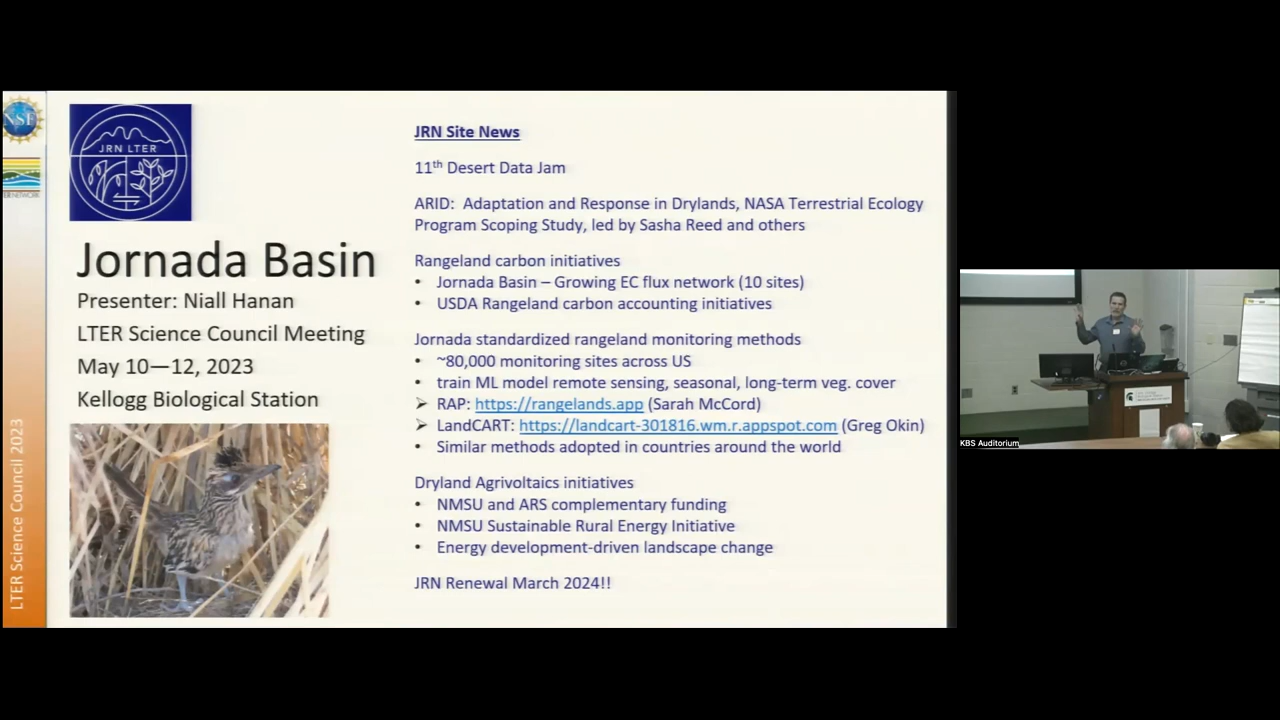 NSF
JRN LTER
Jornada Basin
Presenter: Niall Hanan
LTER Science Council Meeting
May 10—12, 2023
Kellogg Biological Station
LTER Science Council 2023
JRN Site News
11th Desert Data Jam
ARID: Adaptation and Response in Drylands, NASA Terrestrial Ecology
Program Scoping Study, led by Sasha Reed and others
Rangeland carbon initiatives
• Jornada Basin – Growing EC flux network (10 sites)
• USDA Rangeland carbon accounting initiatives
Jornada standardized rangeland monitoring methods
• ~80,000 monitoring sites across US
• train ML model remote sensing, seasonal, long-term veg. cover
➢ RAP: https://rangelands.app (Sarah McCord)
➢ LandCART: https://landcart-301816.wm.r.appspot.com (Greg Okin)
• Similar methods adopted in countries around the world
Dryland Agrivoltaics initiatives
• NMSU and ARS complementary funding
• NMSU Sustainable Rural Energy Initiative
• Energy development-driven landscape change
JRN Renewal March 2024!!
KBS Auditorium